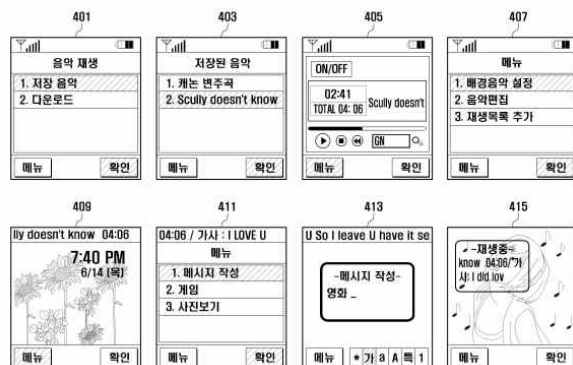 401
음악 재생
1. 저장 음악
2. 다운로드
메뉴 확인
403
저장된 음악
1. 캐논 변주곡
2. Scully doesn't know
메뉴 확인
405
ON/OFF
02:41
TOTAL 04: 06
Scully doesn't
GN
메뉴 확인
407
메뉴
1. 배경음악 설정
2. 음악편집
3. 재생목록 추가
메뉴 확인
409
lly doesn't know 04:06
7:40 PM
6/14 (목)
메뉴 확인
411
04:06 / 가사 : I LOVE U
메뉴
1. 메시지 작성
2. 게임
3. 사진보기
메뉴 확인
413
U So I leave U have it se
-메시지 작성-
영화 _
메뉴 * 가 a A 특 1
415
-재생중-
know 04:06/"가
사: I did lov
메뉴 확인